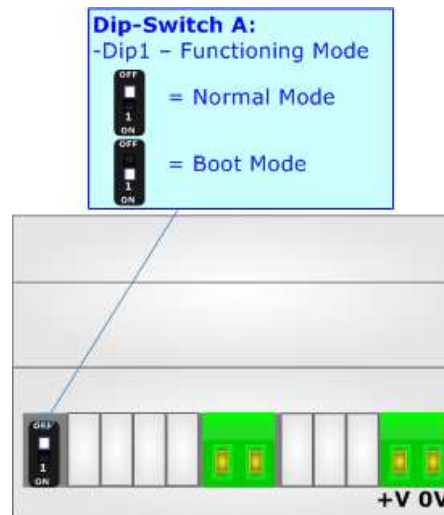 Dip-Switch A:
-Dip1 – Functioning Mode
OFF
= Normal Mode
1
ON
OFF
= Boot Mode
1
ON
OFF
1
ON
+V 0V